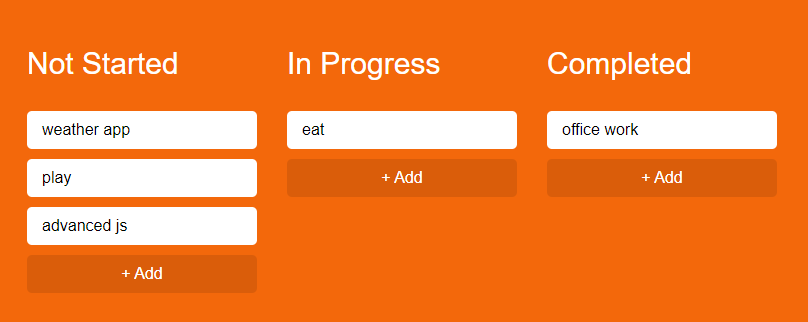 Not Started
weather app
play
advanced js
+ Add
In Progress
eat
+ Add
Completed
office work
+ Add